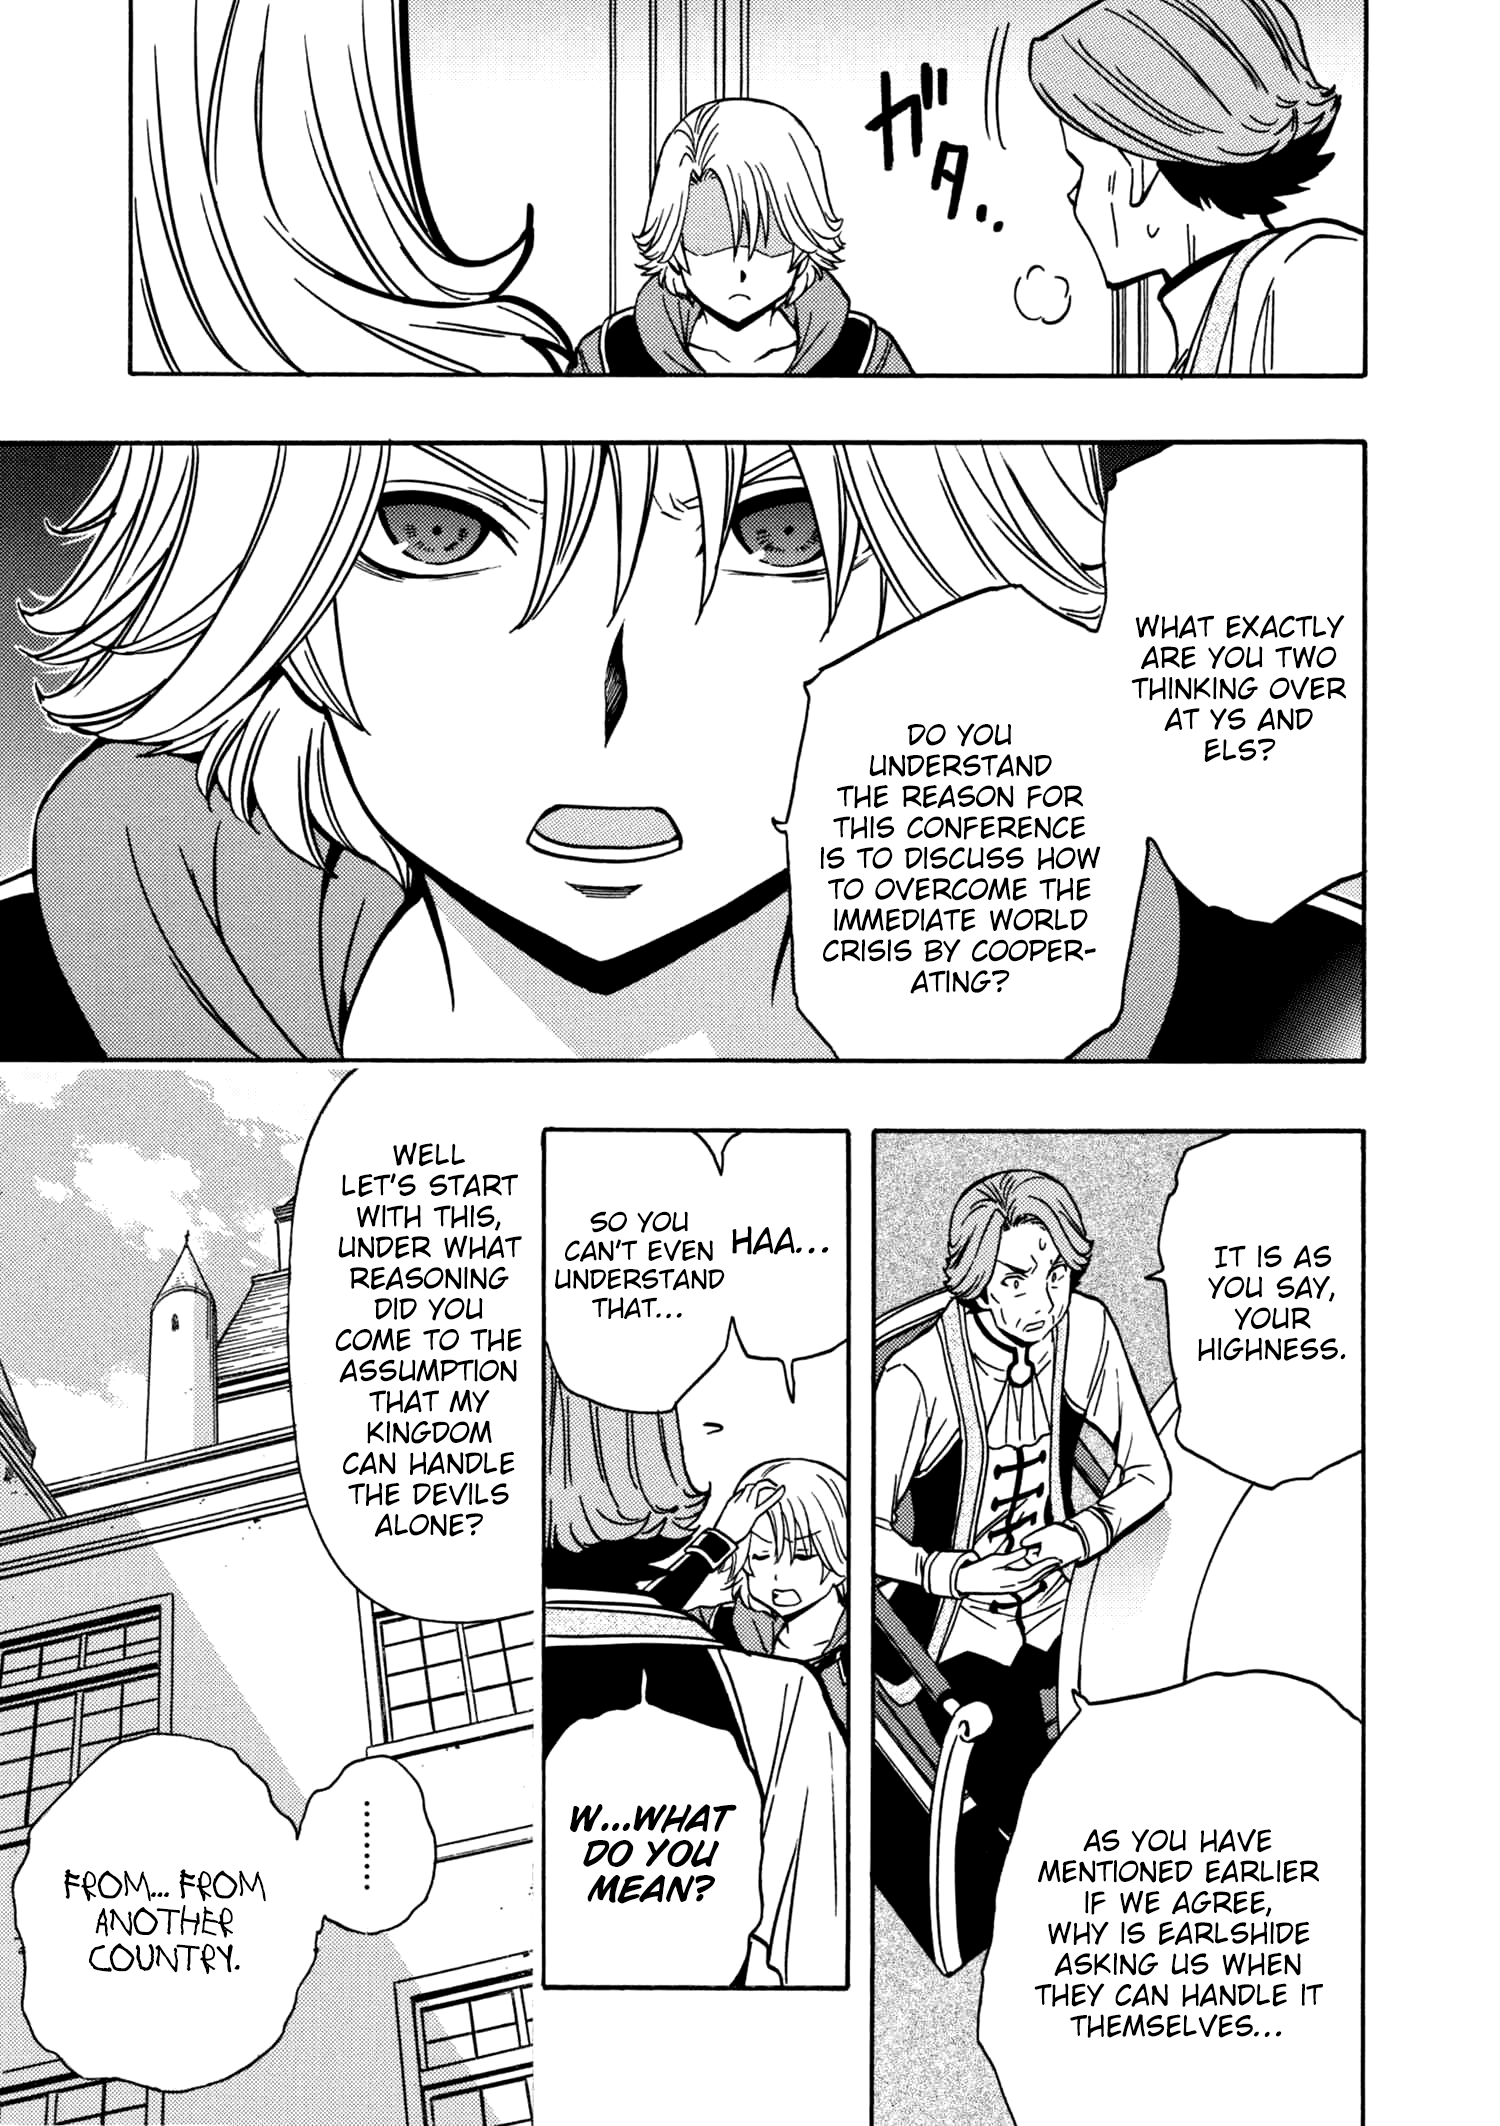 ガタ..
WHAT EXACTLY
ARE YOU TWO
THINKING OVER
AT YS AND
ELS?
DO YOU
UNDERSTAND
THE REASON FOR
THIS CONFERENCE
IS TO DISCUSS HOW
TO OVERCOME THE
IMMEDIATE WORLD
CRISIS BY COOPER-
ATING?
IT IS AS
YOU SAY,
YOUR
HIGHNESS.
AS YOU HAVE
MENTIONED EARLIER
IF WE AGREE,
WHY IS EARLSHIDE
ASKING US WHEN
THEY CAN HANDLE IT
THEMSELVES...
HAA...
SO YOU
CAN'T EVEN
UNDERSTAND
THAT...
W...WHAT
DO YOU
MEAN?
WELL
LET'S START
WITH THIS,
UNDER WHAT
REASONING
DID YOU
COME TO THE
ASSUMPTION
THAT MY
KINGDOM
CAN HANDLE
THE DEVILS
ALONE?
.........
FROM... FROM
ANOTHER
COUNTRY.